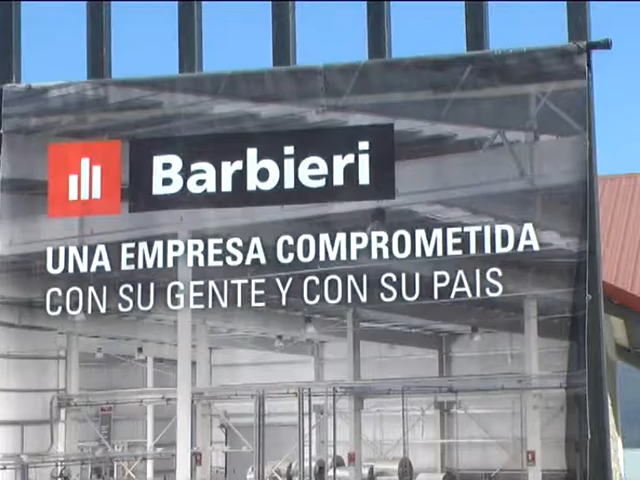 Barbieri
UNA EMPRESA COMPROMETIDA
CON SU GENTE Y CON SU PAIS